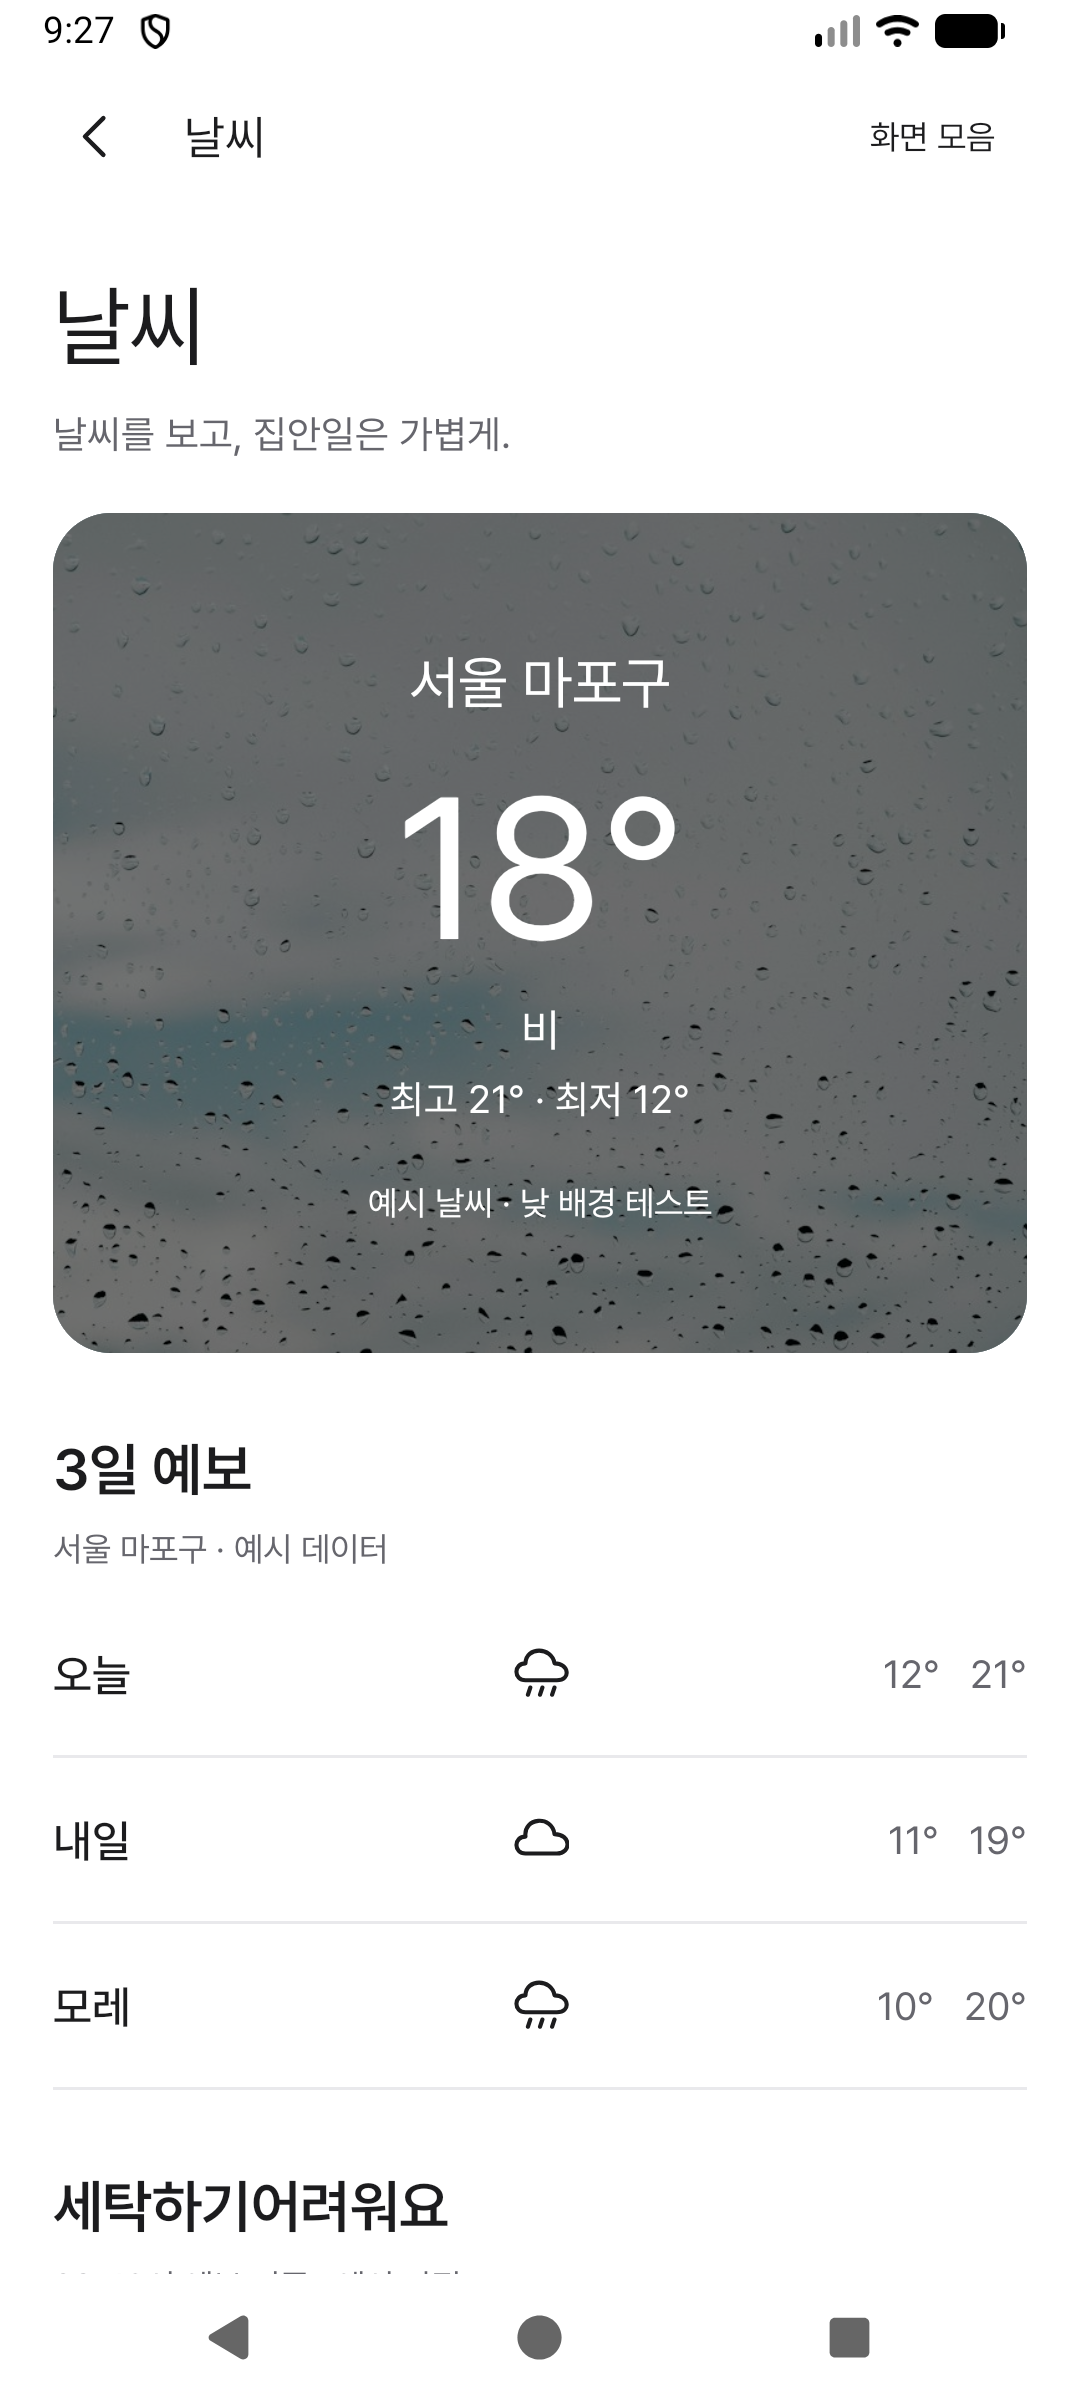 9:27
날씨
화면 모음
날씨
날씨를 보고, 집안일은 가볍게.
서울 마포구
18°
비
최고 21° · 최저 12°
예시 날씨 · 낮 배경 테스트
3일 예보
서울 마포구 · 예시 데이터
오늘 12° 21°
내일 11° 19°
모레 10° 20°
세탁하기어려워요